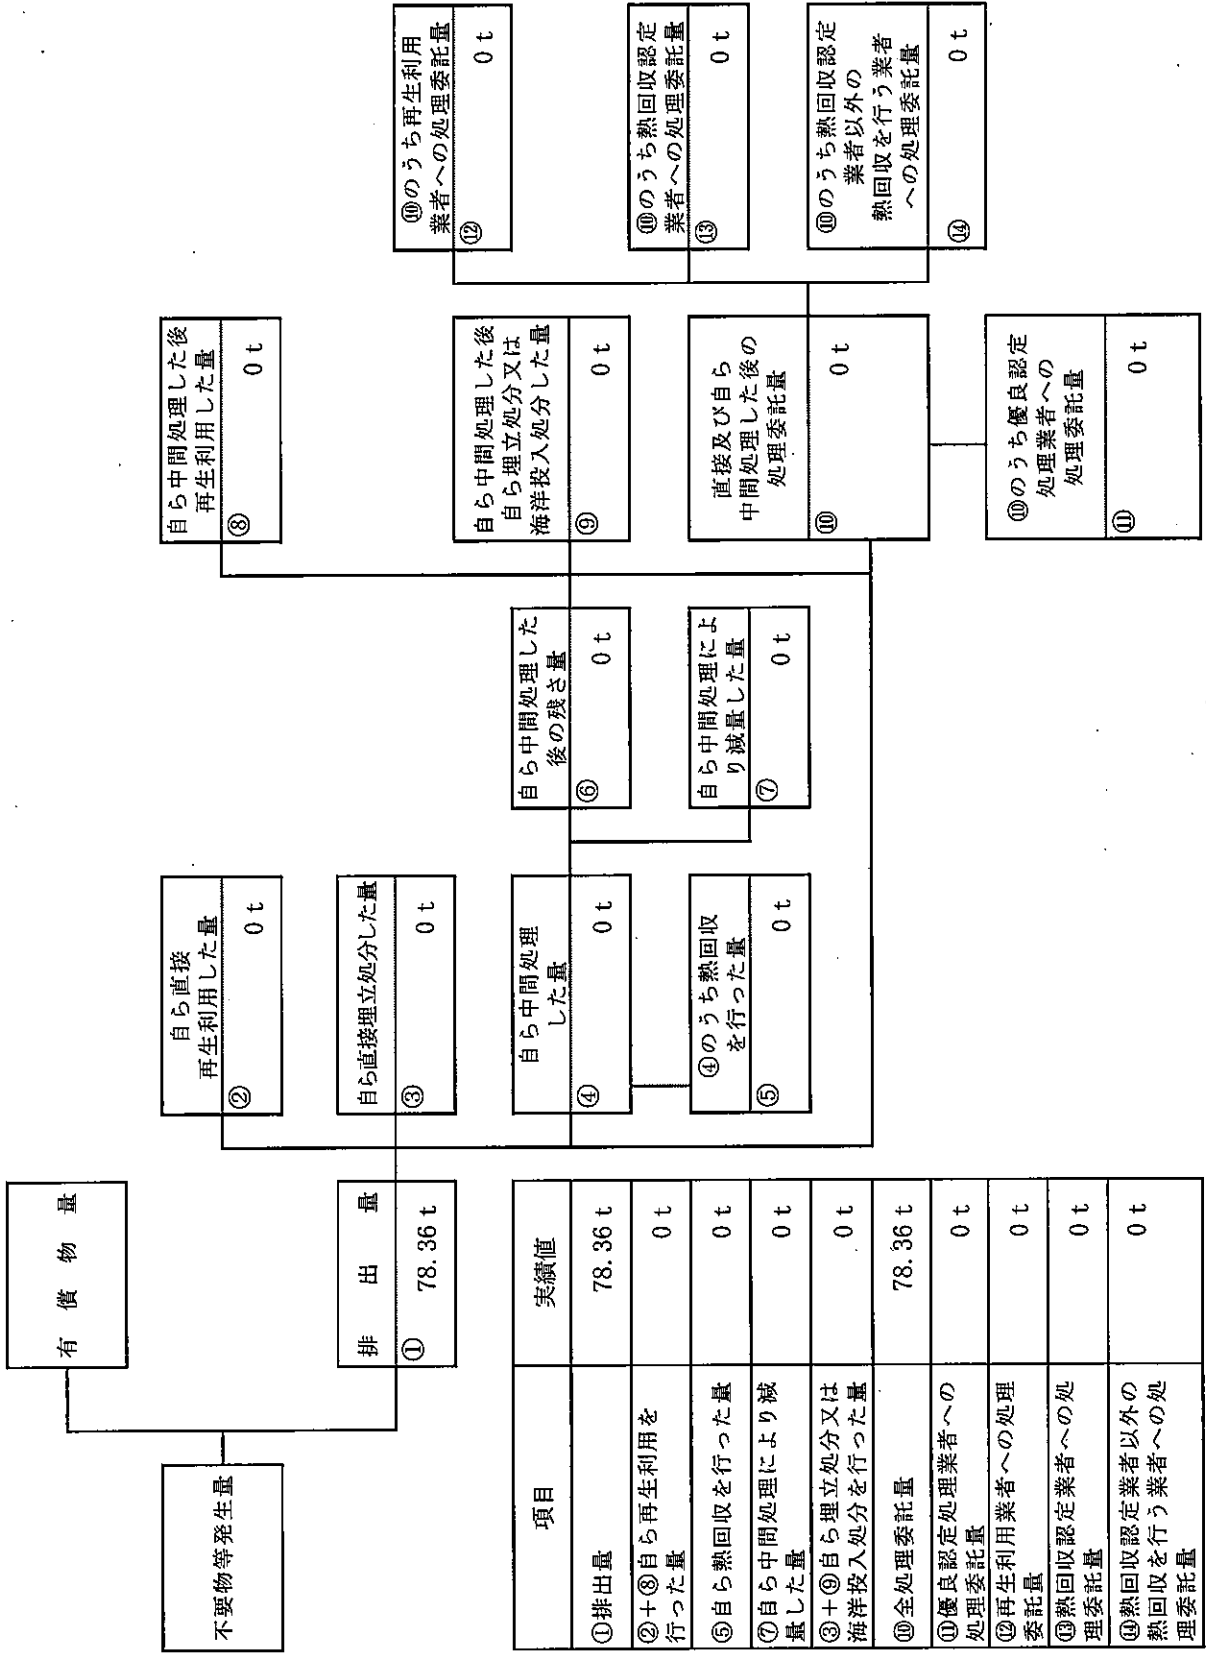 不要物等発生量
有償物量
排出量
① 78.36 t
自ら直接
再生利用した量
② 0 t
自ら直接埋立処分した量
③ 0 t
自ら中間処理
した量
④ 0 t
④のうち熱回収
を行った量
⑤ 0 t
自ら中間処理した
後の残さ量
⑥ 0 t
自ら中間処理によ
り減量した量
⑦ 0 t
自ら中間処理した後
再生利用した量
⑧ 0 t
自ら中間処理した後
自ら埋立処分又は
海洋投入処分した量
⑨ 0 t
直接及び自ら
中間処理した後の
処理委託量
⑩ 0 t
⑩のうち優良認定
処理業者への
処理委託量
⑪ 0 t
⑩のうち再生利用
業者への処理委託量
⑫ 0 t
⑩のうち熱回収認定
業者への処理委託量
⑬ 0 t
⑩のうち熱回収認定
業者以外の
熱回収を行う業者
への処理委託量
⑭ 0 t
項目 実績値
①排出量 78.36 t
②+⑧自ら再生利用を
行った量 0 t
⑤自ら熱回収を行った量 0 t
⑦自ら中間処理により減
量した量 0 t
③+⑨自ら埋立処分又は
海洋投入処分を行った量 0 t
⑩全処理委託量 78.36 t
⑪優良認定処理業者への
処理委託量 0 t
⑫再生利用業者への処理
委託量 0 t
⑬熱回収認定業者への処
理委託量 0 t
⑭熱回収認定業者以外の
熱回収を行う業者への処
理委託量 0 t